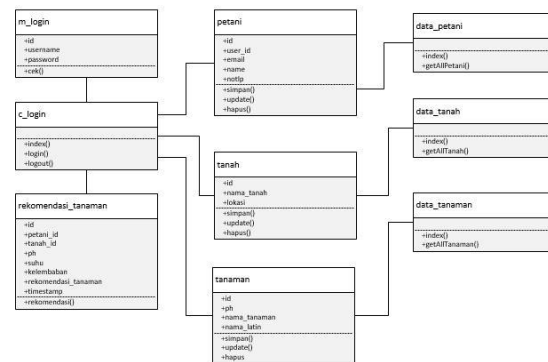 m_login
+id
+username
+password
+cek()
c_login
+index()
+login()
+logout()
rekomendasi_tanaman
+id
+petani_id
+tanah_id
+ph
+suhu
+kelembaban
+rekomendasi_tanaman
+timestamp
+rekomendasi()
petani
+id
+user_id
+email
+name
+notlp
+simpan()
+update()
+hapus()
tanah
+id
+nama_tanah
+lokasi
+simpan()
+update()
+hapus()
tanaman
+id
+ph
+nama_tanaman
+nama_latin
+simpan()
+update()
+hapus
data_petani
+index()
+getAllPetani()
data_tanah
+index()
+getAllTanah()
data_tanaman
+index()
+getAllTanaman()